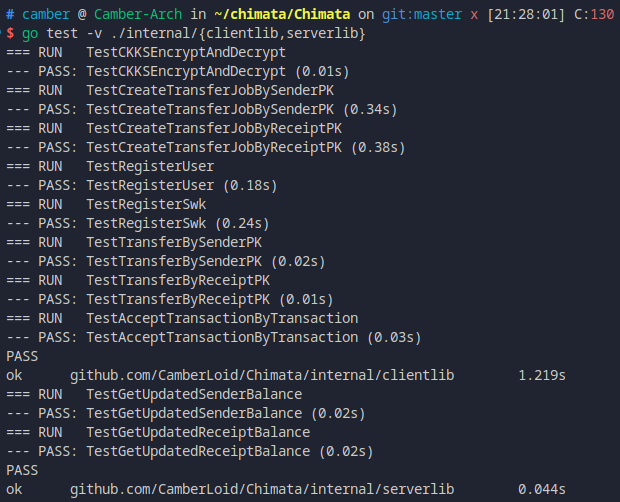 # camber @ Camber-Arch in ~/chimata/Chimata on git:master x [21:28:01] C:130
$ go test -v ./internal/{clientlib,serverlib}
=== RUN   TestCKKSEncryptAndDecrypt
--- PASS: TestCKKSEncryptAndDecrypt (0.01s)
=== RUN   TestCreateTransferJobBySenderPK
--- PASS: TestCreateTransferJobBySenderPK (0.34s)
=== RUN   TestCreateTransferJobByReceiptPK
--- PASS: TestCreateTransferJobByReceiptPK (0.38s)
=== RUN   TestRegisterUser
--- PASS: TestRegisterUser (0.18s)
=== RUN   TestRegisterSwk
--- PASS: TestRegisterSwk (0.24s)
=== RUN   TestTransferBySenderPK
--- PASS: TestTransferBySenderPK (0.02s)
=== RUN   TestTransferByReceiptPK
--- PASS: TestTransferByReceiptPK (0.01s)
=== RUN   TestAcceptTransactionByTransaction
--- PASS: TestAcceptTransactionByTransaction (0.03s)
PASS
ok      github.com/CamberLoid/Chimata/internal/clientlib        1.219s
=== RUN   TestGetUpdatedSenderBalance
--- PASS: TestGetUpdatedSenderBalance (0.02s)
=== RUN   TestGetUpdatedReceiptBalance
--- PASS: TestGetUpdatedReceiptBalance (0.02s)
PASS
ok      github.com/CamberLoid/Chimata/internal/serverlib        0.044s